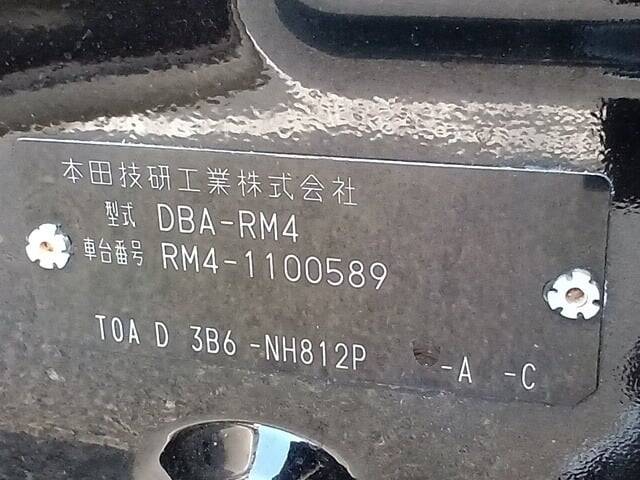 本田技研工業株式会社
型式 DBA-RM4
車台番号 RM4-1100589
T0A D 3B6 -NH812P -A -C